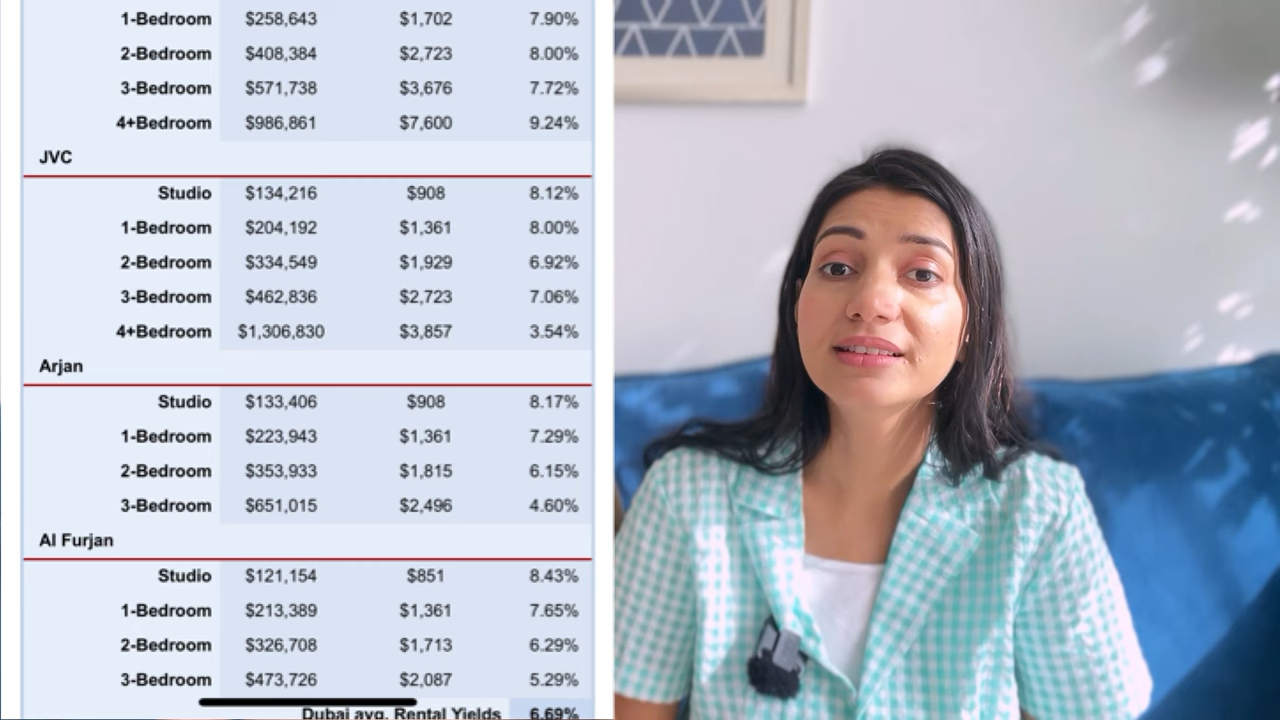 1-Bedroom $258,643 $1,702 7.90%
2-Bedroom $408,384 $2,723 8.00%
3-Bedroom $571,738 $3,676 7.72%
4+Bedroom $986,861 $7,600 9.24%
JVC
Studio $134,216 $908 8.12%
1-Bedroom $204,192 $1,361 8.00%
2-Bedroom $334,549 $1,929 6.92%
3-Bedroom $462,836 $2,723 7.06%
4+Bedroom $1,306,830 $3,857 3.54%
Arjan
Studio $133,406 $908 8.17%
1-Bedroom $223,943 $1,361 7.29%
2-Bedroom $353,933 $1,815 6.15%
3-Bedroom $651,015 $2,496 4.60%
Al Furjan
Studio $121,154 $851 8.43%
1-Bedroom $213,389 $1,361 7.65%
2-Bedroom $326,708 $1,713 6.29%
3-Bedroom $473,726 $2,087 5.29%
Dubai avg. Rental Yields 6.69%